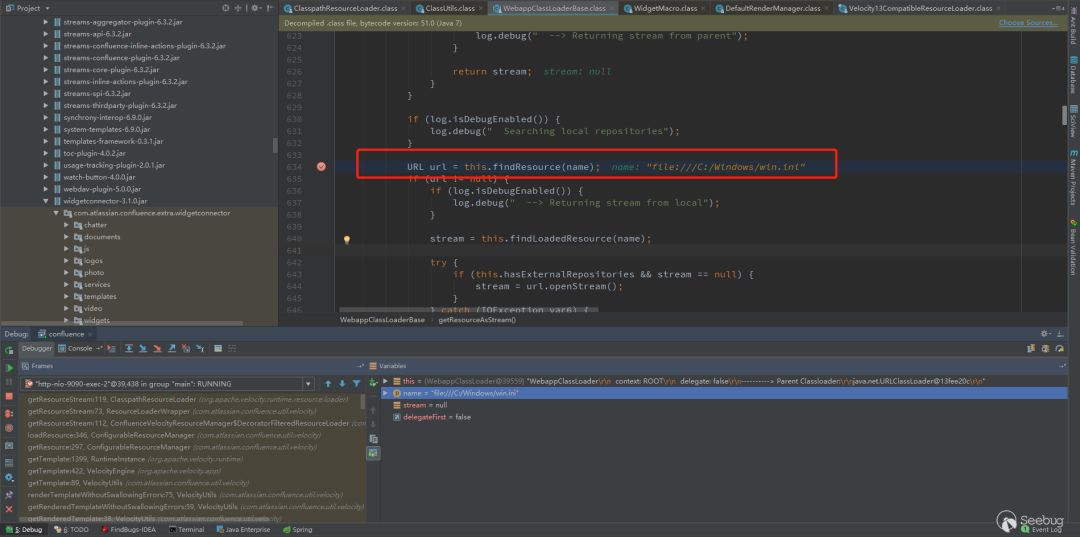 Project
streams-aggregator-plugin-6.3.2.jar
streams-api-6.3.2.jar
streams-confluence-inline-actions-plugin-6.3.2.jar
streams-confluence-plugin-6.3.2.jar
streams-core-plugin-6.3.2.jar
streams-inline-actions-plugin-6.3.2.jar
streams-spi-6.3.2.jar
streams-thirdparty-plugin-6.3.2.jar
synchrony-interop-6.9.0.jar
system-templates-6.9.0.jar
templates-framework-0.3.1.jar
toc-plugin-4.0.2.jar
usage-tracking-plugin-2.0.1.jar
watch-button-4.0.0.jar
webdav-plugin-5.0.0.jar
widgetconnector-3.1.0.jar
com.atlassian.confluence.extra.widgetconnector
chatter
documents
js
logos
photo
services
templates
video
widgets
ClasspathResourceLoader.class
ClassUtils.class
WebappClassLoaderBase.class
WidgetMacro.class
DefaultRenderManager.class
Velocity13CompatibleResourceLoader.class
Decompiled .class file, bytecode version: 51.0 (Java 7)
Choose Sources...
623 log.debug("  --> Returning stream from parent");
624 }
625
626 return stream;  stream: null
627 }
628 }
629
630 if (log.isDebugEnabled()) {
631 log.debug("  Searching local repositories");
632 }
633
634 URL url = this.findResource(name);  name: "file:///C:/Windows/win.ini"
635 if (url != null) {
636 if (log.isDebugEnabled()) {
637 log.debug("  --> Returning stream from local");
638 }
639
640 stream = this.findLoadedResource(name);
641
642 try {
643 if (this.hasExternalRepositories && stream == null) {
644 stream = url.openStream();
645 }
646 } catch (IOException var6) {
WebappClassLoaderBase › getResourceAsStream()
Ant Build
Database
SciView
Maven Projects
Bean Validation
Debug: confluence
Debugger Console
Frames
"http-nio-9090-exec-2"@39,438 in group "main": RUNNING
getResourceStream:119, ClasspathResourceLoader (org.apache.velocity.runtime.resource.loader)
getResourceStream:73, ResourceLoaderWrapper (com.atlassian.confluence.util.velocity)
getResourceStream:112, ConfluenceVelocityResourceManager$DecoratorFilteredResourceLoader (
loadResource:346, ConfigurableResourceManager (com.atlassian.confluence.util.velocity)
getResource:297, ConfigurableResourceManager (com.atlassian.confluence.util.velocity)
getTemplate:1399, RuntimeInstance (org.apache.velocity.runtime)
getTemplate:422, VelocityEngine (org.apache.velocity.app)
getTemplate:89, VelocityUtils (com.atlassian.confluence.util.velocity)
renderTemplateWithoutSwallowingErrors:75, VelocityUtils (com.atlassian.confluence.util.velocity)
getRenderedTemplateWithoutSwallowingErrors:59, VelocityUtils (com.atlassian.confluence.util.velocity)
getRenderedTemplate:38, VelocityUtils (com.atlassian.confluence.util.velocity)
Variables
this = {WebappClassLoader@39559} "WebappClassLoader\r\n  context: ROOT\r\n  delegate: false\r\n----------> Parent Classloader:\r\njava.net.URLClassLoader@13fee20c\r\n"
name = "file:///C:/Windows/win.ini"
stream = null
delegateFirst = false
5: Debug
6: TODO
FindBugs-IDEA
Terminal
Java Enterprise
Spring
Event Log
Seebug